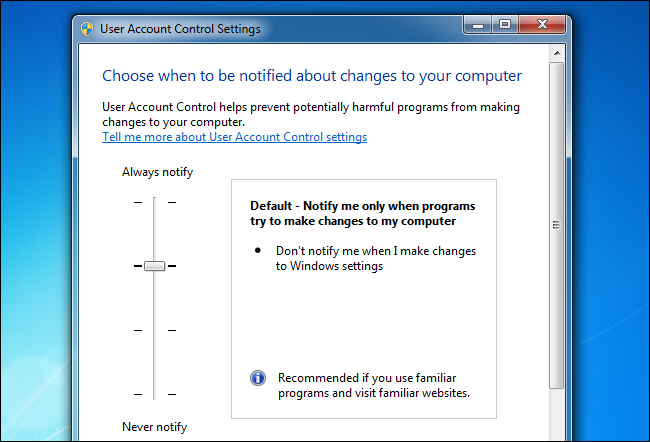 User Account Control Settings
Choose when to be notified about changes to your computer
User Account Control helps prevent potentially harmful programs from making
changes to your computer.
Tell me more about User Account Control settings
Always notify
Default - Notify me only when programs
try to make changes to my computer
Don't notify me when I make changes
to Windows settings
Recommended if you use familiar
programs and visit familiar websites.
Never notify